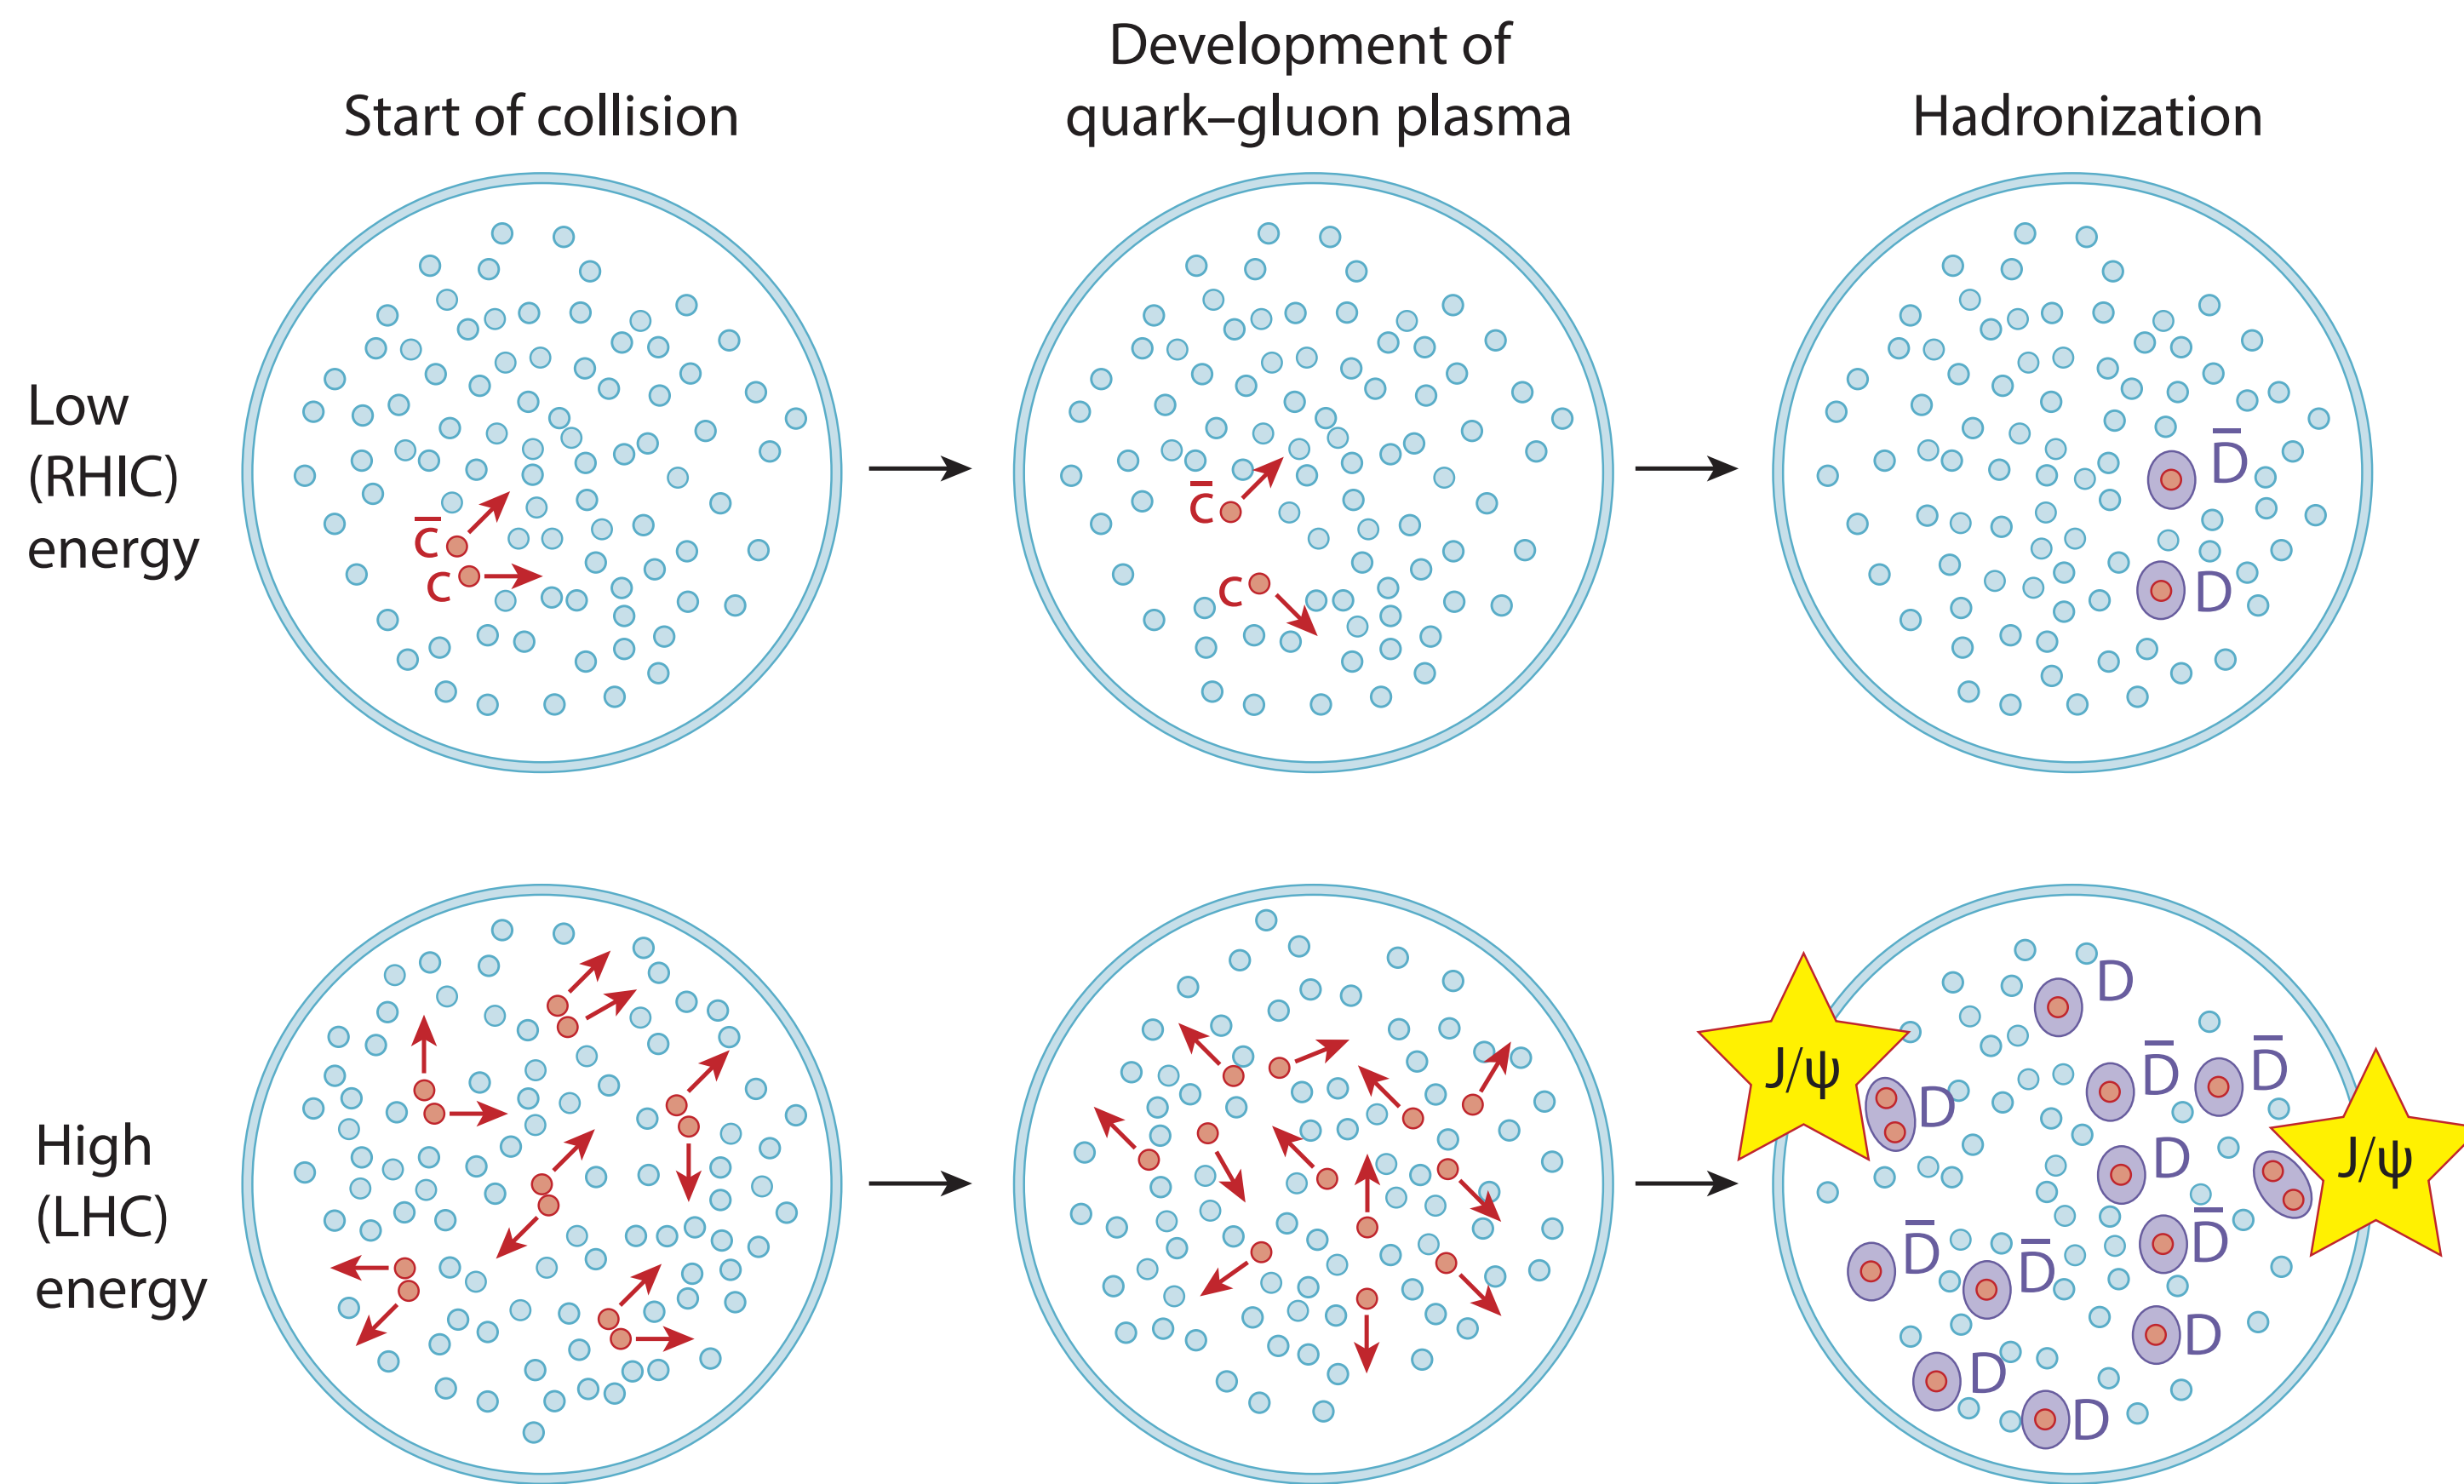 Start of collision
Development of
quark–gluon plasma
Hadronization
Low
(RHIC)
energy
c̅
c
c̅
c
D̅
D
High
(LHC)
energy
D
J/ψ
D
D̅
D̅
D
J/ψ
D̅
D̅
D̅
D
D
D